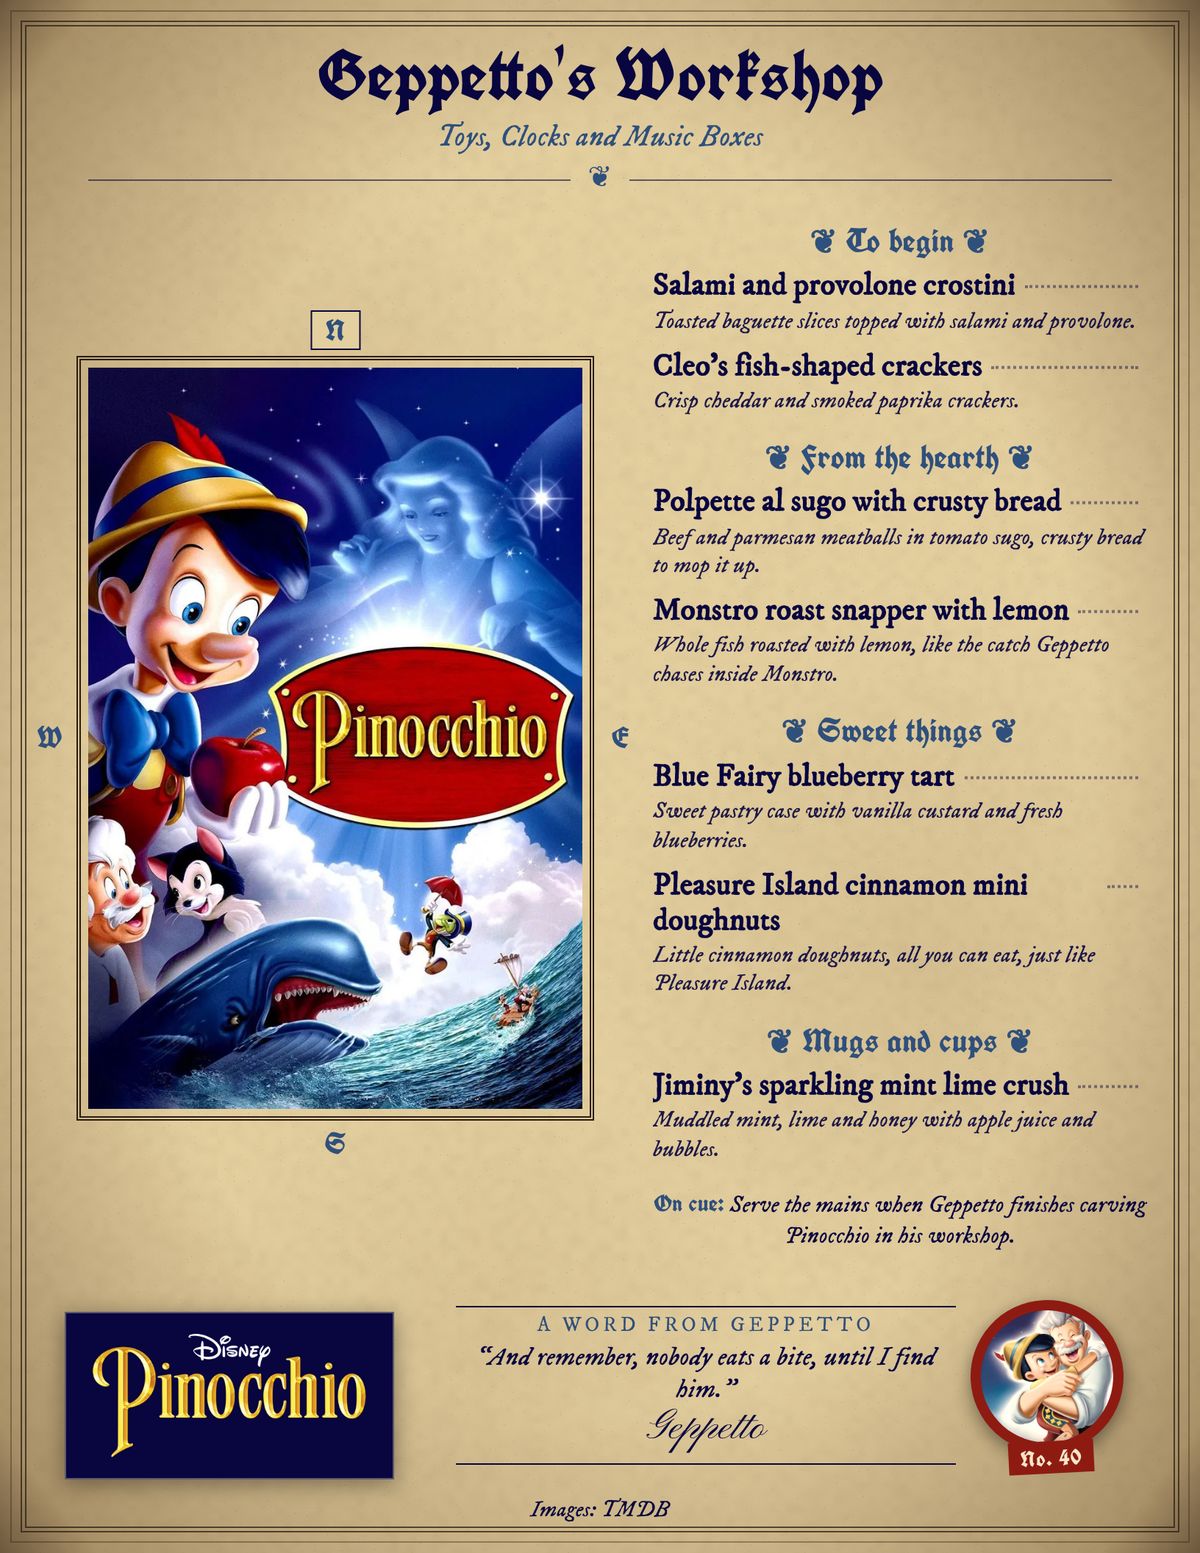 Geppetto's Workshop
Toys, Clocks and Music Boxes
N
W
E
S
Pinocchio
To begin
Salami and provolone crostini
Toasted baguette slices topped with salami and provolone.
Cleo's fish-shaped crackers
Crisp cheddar and smoked paprika crackers.
From the hearth
Polpette al sugo with crusty bread
Beef and parmesan meatballs in tomato sugo, crusty bread
to mop it up.
Monstro roast snapper with lemon
Whole fish roasted with lemon, like the catch Geppetto
chases inside Monstro.
Sweet things
Blue Fairy blueberry tart
Sweet pastry case with vanilla custard and fresh
blueberries.
Pleasure Island cinnamon mini
doughnuts
Little cinnamon doughnuts, all you can eat, just like
Pleasure Island.
Mugs and cups
Jiminy's sparkling mint lime crush
Muddled mint, lime and honey with apple juice and
bubbles.
On cue: Serve the mains when Geppetto finishes carving
Pinocchio in his workshop.
Disney
Pinocchio
A WORD FROM GEPPETTO
“And remember, nobody eats a bite, until I find
him.”
Geppetto
No. 40
Images: TMDB